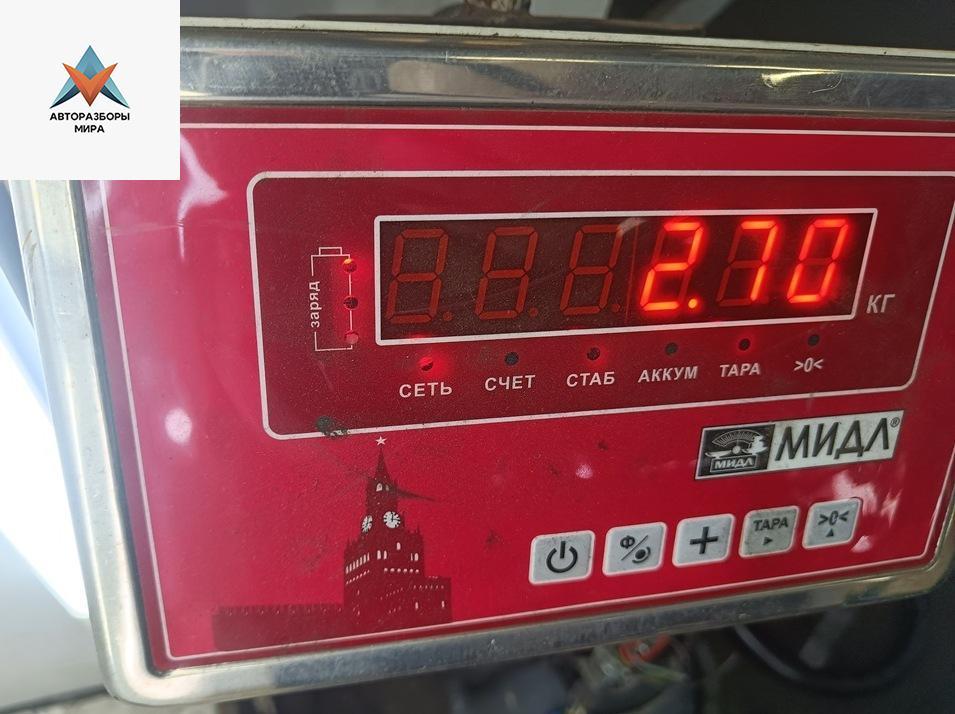 АВТОРАЗБОРЫ
МИРА
заряд
2.70
КГ
СЕТЬ СЧЕТ СТАБ АККУМ ТАРА >0<
МИДЛ МИДЛ®
Ф ТАРА >0<